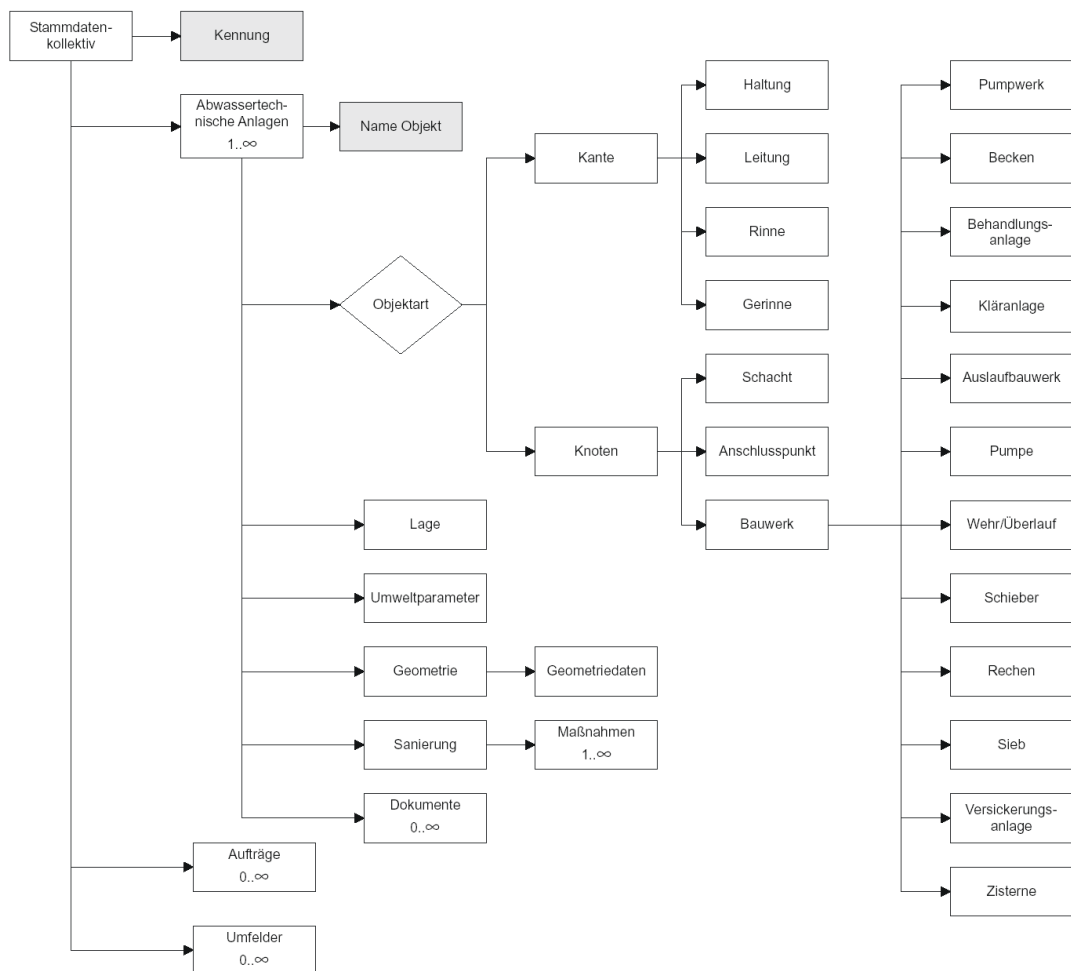 Stammdaten-
kollektiv
Kennung
Abwassertech-
nische Anlagen
1..∞
Name Objekt
Objektart
Kante
Haltung
Leitung
Rinne
Gerinne
Knoten
Schacht
Anschlusspunkt
Bauwerk
Pumpwerk
Becken
Behandlungs-
anlage
Kläranlage
Auslaufbauwerk
Pumpe
Wehr/Überlauf
Schieber
Rechen
Sieb
Versickerungs-
anlage
Zisterne
Lage
Umweltparameter
Geometrie
Geometriedaten
Sanierung
Maßnahmen
1..∞
Dokumente
0..∞
Aufträge
0..∞
Umfelder
0..∞